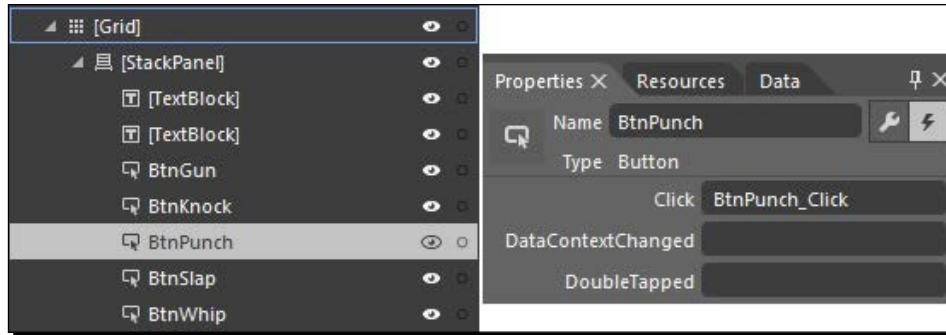 [Grid]
[StackPanel]
[TextBlock]
[TextBlock]
BtnGun
BtnKnock
BtnPunch
BtnSlap
BtnWhip
Properties Resources Data
Name BtnPunch
Type Button
Click BtnPunch_Click
DataContextChanged
DoubleTapped